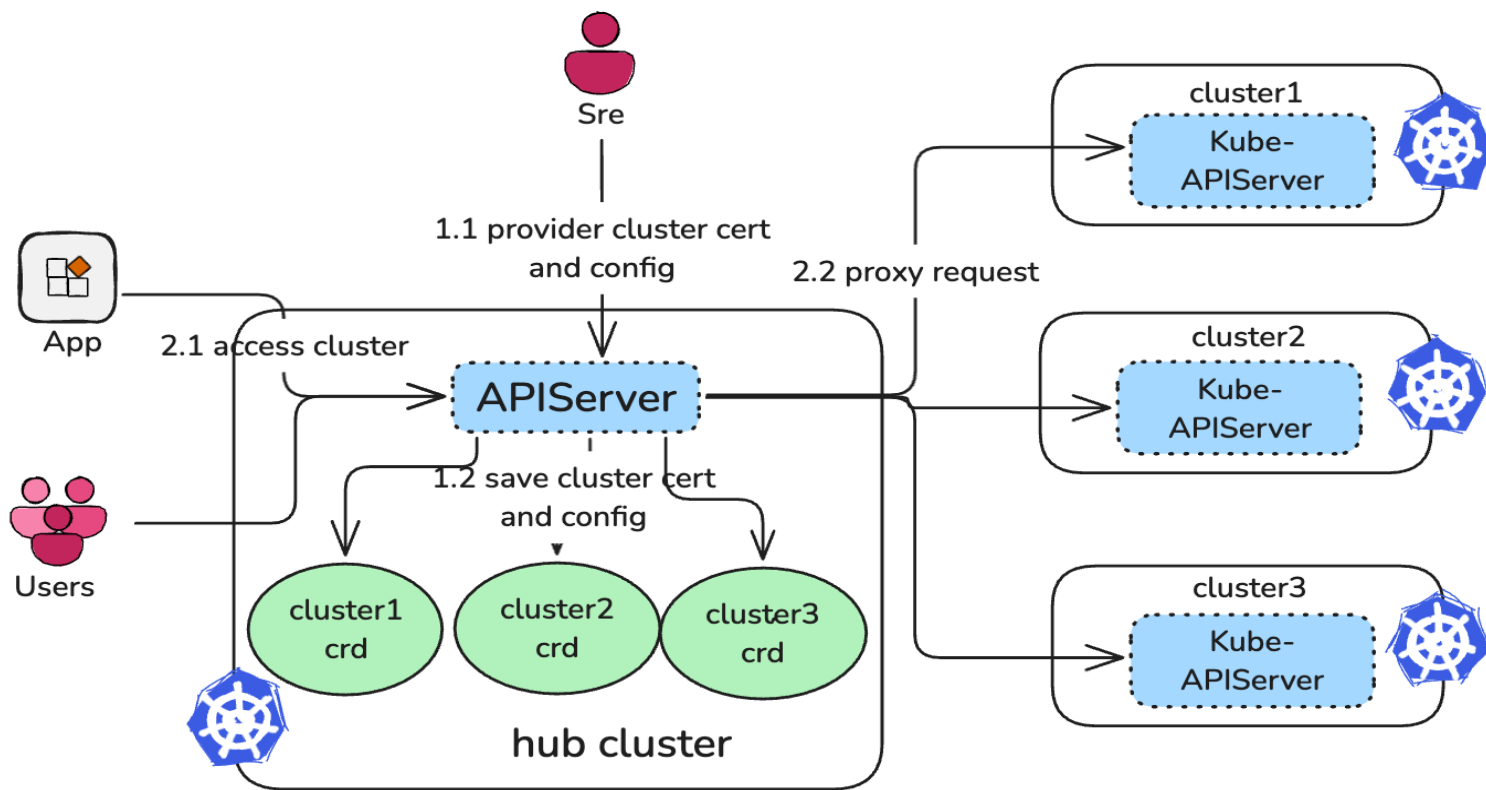 Sre
cluster1
Kube-
APIServer
1.1 provider cluster cert
and config
2.2 proxy request
App
2.1 access cluster
cluster2
Kube-
APIServer
APIServer
1.2 save cluster cert
and config
Users
cluster1
crd
cluster2
crd
cluster3
crd
cluster3
Kube-
APIServer
hub cluster